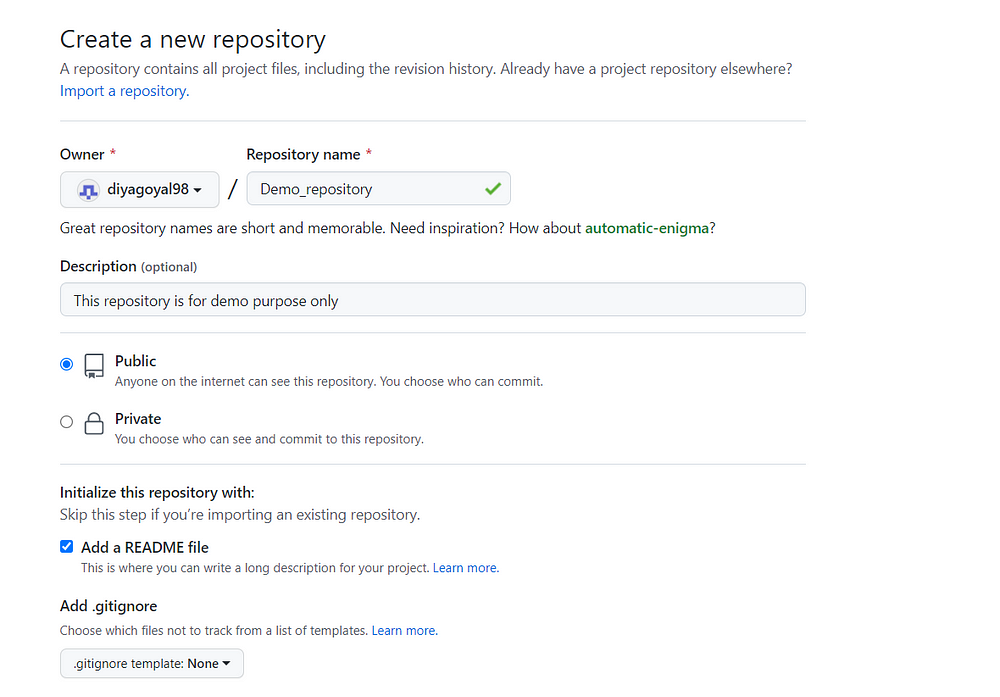 Create a new repository
A repository contains all project files, including the revision history. Already have a project repository elsewhere?
Import a repository.
Owner * Repository name *
diyagoyal98 / Demo_repository
Great repository names are short and memorable. Need inspiration? How about automatic-enigma?
Description (optional)
This repository is for demo purpose only
Public
Anyone on the internet can see this repository. You choose who can commit.
Private
You choose who can see and commit to this repository.
Initialize this repository with:
Skip this step if you’re importing an existing repository.
Add a README file
This is where you can write a long description for your project. Learn more.
Add .gitignore
Choose which files not to track from a list of templates. Learn more.
.gitignore template: None